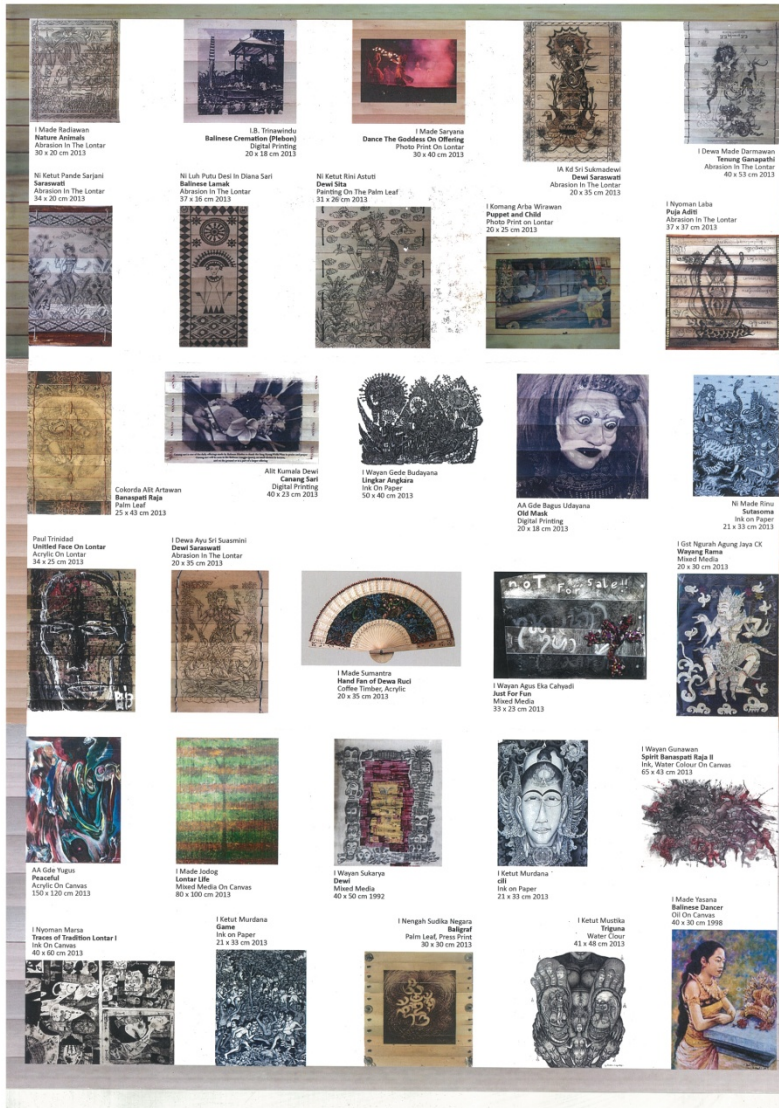 I Made Radiawan
Nature Animals
Abrasion In The Lontar
30 x 20 cm 2013
I.B. Trinawindu
Balinese Cremation (Plebon)
Digital Printing
20 x 18 cm 2013
I Made Saryana
Dance The Goddess On Offering
Photo Print On Lontar
30 x 40 cm 2013
IA Kd Sri Sukmadewi
Dewi Saraswati
Abrasion In The Lontar
20 x 35 cm 2013
I Dewa Made Darmawan
Tenung Ganapathi
Abrasion In The Lontar
40 x 53 cm 2013
Ni Ketut Pande Sarjani
Saraswati
Abrasion In The Lontar
34 x 20 cm 2013
Ni Luh Putu Desi In Diana Sari
Balinese Lamak
Abrasion In The Lontar
37 x 16 cm 2013
Ni Ketut Rini Astuti
Dewi Sita
Painting On The Palm Leaf
31 x 26 cm 2013
I Komang Arba Wirawan
Puppet and Child
Photo Print on Lontar
20 x 25 cm 2013
I Nyoman Laba
Puja Aditi
Abrasion In The Lontar
37 x 37 cm 2013
Cokorda Alit Artawan
Banaspati Raja
Palm Leaf
25 x 43 cm 2013
Alit Kumala Dewi
Canang Sari
Digital Printing
40 x 23 cm 2013
I Wayan Gede Budayana
Lingkar Angkara
Ink On Paper
50 x 40 cm 2013
AA Gde Bagus Udayana
Old Mask
Digital Printing
20 x 18 cm 2013
Ni Made Rinu
Sutasoma
Ink on Paper
21 x 33 cm 2013
Paul Trinidad
Unitled Face On Lontar
Acrylic On Lontar
34 x 25 cm 2013
I Dewa Ayu Sri Suasmini
Dewi Saraswati
Abrasion In The Lontar
20 x 35 cm 2013
I Made Sumantra
Hand Fan of Dewa Ruci
Coffee Timber, Acrylic
20 x 35 cm 2013
noT For Sale!!
I Wayan Agus Eka Cahyadi
Just For Fun
Mixed Media
33 x 23 cm 2013
I Gst Ngurah Agung Jaya CK
Wayang Rama
Mixed Media
20 x 30 cm 2013
AA Gde Yugus
Peaceful
Acrylic On Canvas
150 x 120 cm 2013
I Made Jodog
Lontar Life
Mixed Media On Canvas
80 x 100 cm 2013
I Wayan Sukarya
Dewi
Mixed Media
40 x 50 cm 1992
I Ketut Murdana
cili
Ink on Paper
21 x 33 cm 2013
I Wayan Gunawan
Spirit Banaspati Raja II
Ink, Water Colour On Canvas
65 x 43 cm 2013
I Nyoman Marsa
Traces of Tradition Lontar I
Ink On Canvas
40 x 60 cm 2013
I Ketut Murdana
Game
Ink on Paper
21 x 33 cm 2013
I Nengah Sudika Negara
Baligraf
Palm Leaf, Press Print
30 x 30 cm 2013
I Ketut Mustika
Triguna
Water Clour
41 x 48 cm 2013
I Made Yasana
Balinese Dancer
Oil On Canvas
40 x 30 cm 1998